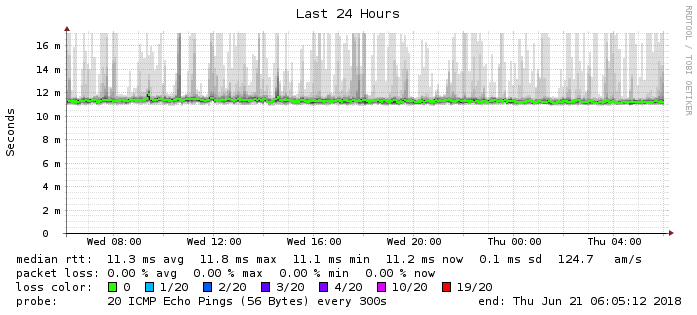 Last 24 Hours
RRDTOOL / TOBI OETIKER
Seconds
16 m
14 m
12 m
10 m
8 m
6 m
4 m
2 m
0
Wed 08:00 Wed 12:00 Wed 16:00 Wed 20:00 Thu 00:00 Thu 04:00
median rtt: 11.3 ms avg 11.8 ms max 11.1 ms min 11.2 ms now 0.1 ms sd 124.7 am/s
packet loss: 0.00 % avg 0.00 % max 0.00 % min 0.00 % now
loss color: 0 1/20 2/20 3/20 4/20 10/20 19/20
probe: 20 ICMP Echo Pings (56 Bytes) every 300s end: Thu Jun 21 06:05:12 2018